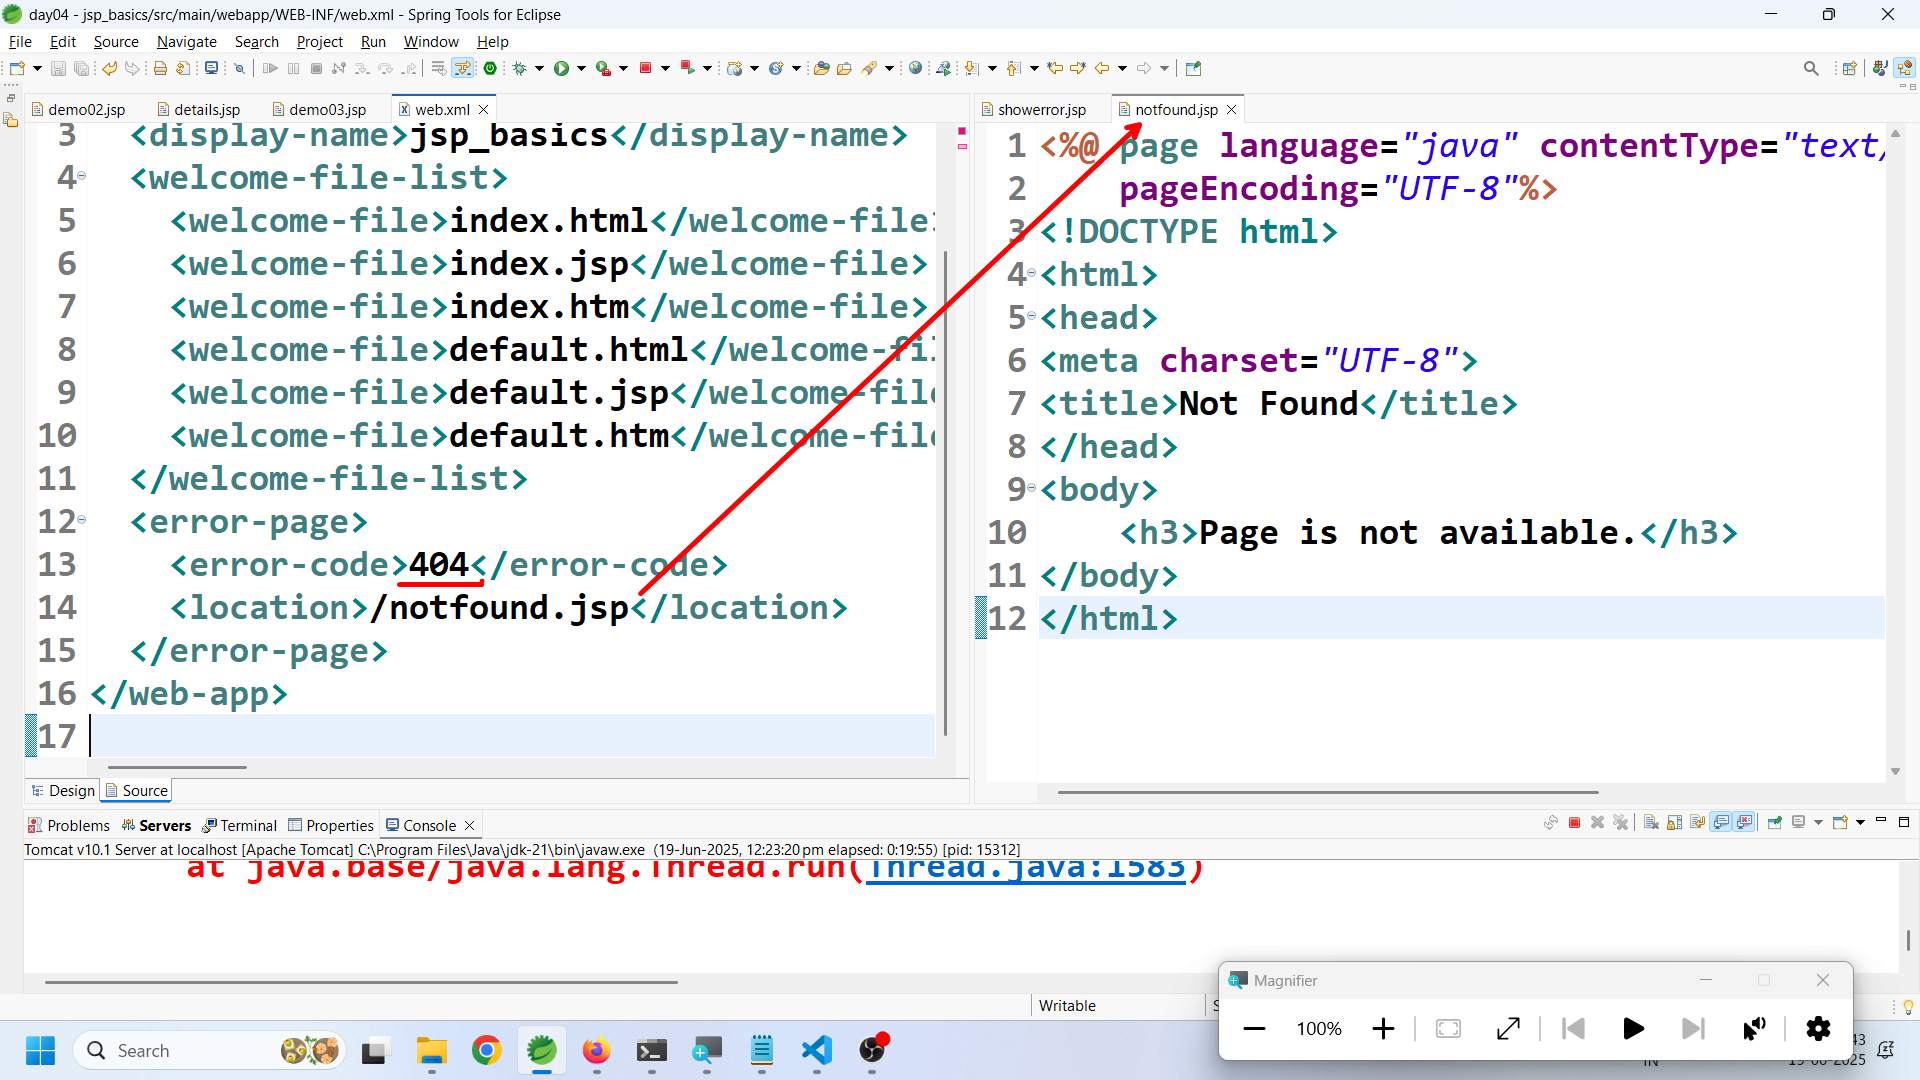 day04 - jsp_basics/src/main/webapp/WEB-INF/web.xml - Spring Tools for Eclipse
File Edit Source Navigate Search Project Run Window Help
demo02.jsp details.jsp demo03.jsp web.xml
3 <display-name>jsp_basics</display-name>
4 <welcome-file-list>
5 <welcome-file>index.html</welcome-file>
6 <welcome-file>index.jsp</welcome-file>
7 <welcome-file>index.htm</welcome-file>
8 <welcome-file>default.html</welcome-fil
9 <welcome-file>default.jsp</welcome-file
10 <welcome-file>default.htm</welcome-file
11 </welcome-file-list>
12 <error-page>
13 <error-code>404</error-code>
14 <location>/notfound.jsp</location>
15 </error-page>
16 </web-app>
17
Design Source
showerror.jsp notfound.jsp
1 <%@ page language="java" contentType="text/
2 pageEncoding="UTF-8"%>
3 <!DOCTYPE html>
4 <html>
5 <head>
6 <meta charset="UTF-8">
7 <title>Not Found</title>
8 </head>
9 <body>
10 <h3>Page is not available.</h3>
11 </body>
12 </html>
Problems Servers Terminal Properties Console
Tomcat v10.1 Server at localhost [Apache Tomcat] C:\Program Files\Java\jdk-21\bin\javaw.exe (19-Jun-2025, 12:23:20 pm elapsed: 0:19:55) [pid: 15312]
at java.base/java.lang.Thread.run(Thread.java:1583)
Writable
Magnifier
100%
Search